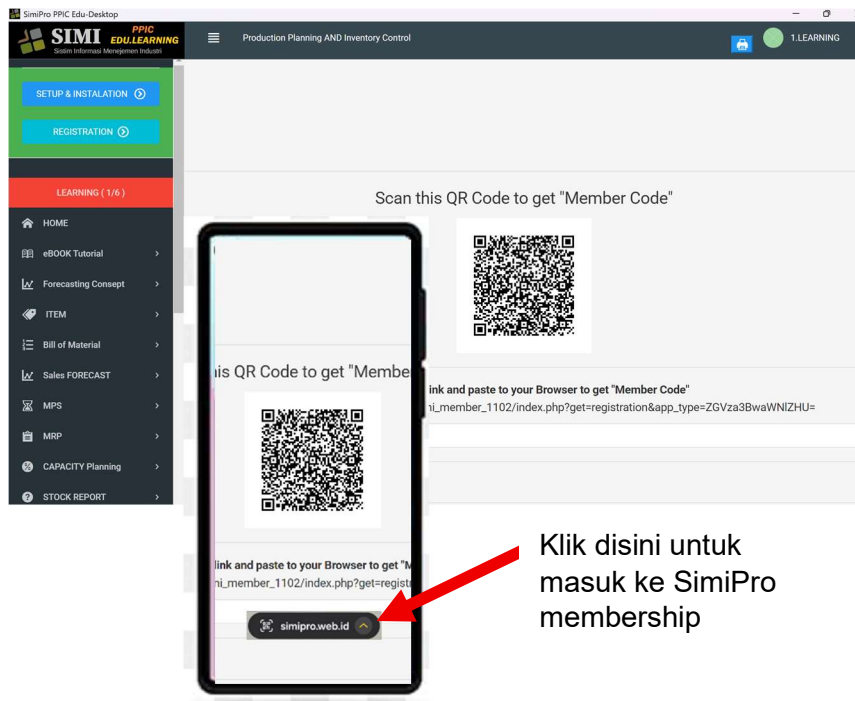 SimiPro PPIC Edu-Desktop
SIMI PPIC EDU.LEARNING
Sistim Informasi Menejemen Industri
Production Planning AND Inventory Control
1.LEARNING
SETUP & INSTALATION
REGISTRATION
LEARNING ( 1/6 )
HOME
eBOOK Tutorial
Forecasting Consept
ITEM
Bill of Material
Sales FORECAST
MPS
MRP
CAPACITY Planning
STOCK REPORT
Scan this QR Code to get "Member Code"
ink and paste to your Browser to get "Member Code"
ni_member_1102/index.php?get=registration&app_type=ZGVza3BwaWNlZHU=
his QR Code to get "Membe
link and paste to your Browser to get "M
ni_member_1102/index.php?get=registr
simipro.web.id
Klik disini untuk
masuk ke SimiPro
membership